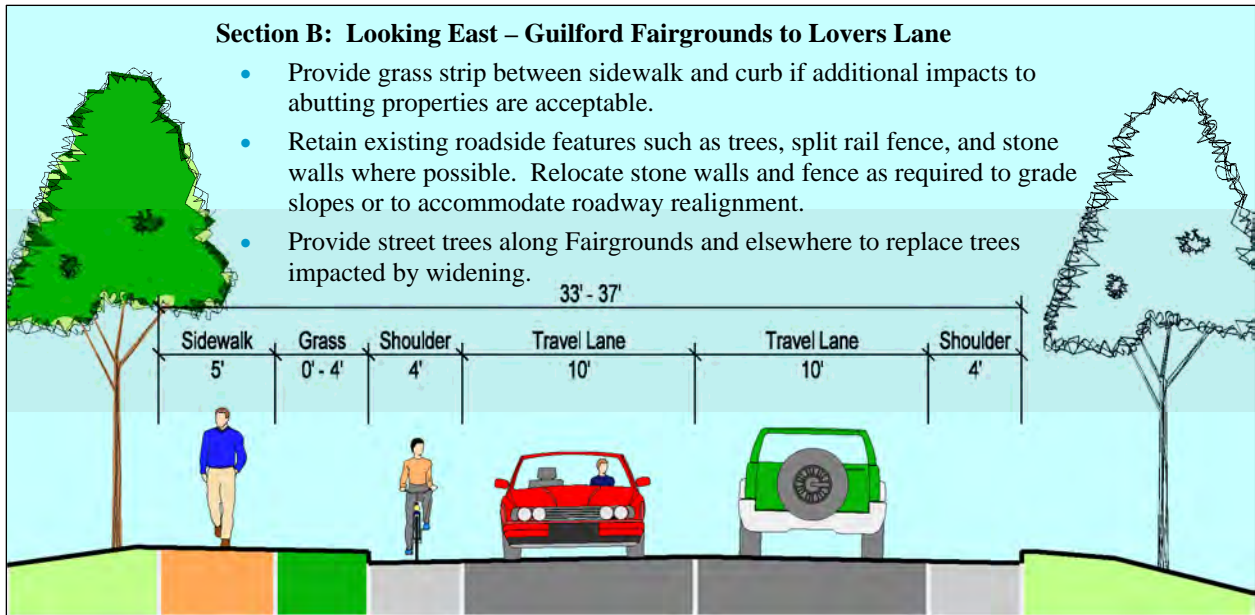 Section B:  Looking East – Guilford Fairgrounds to Lovers Lane
• Provide grass strip between sidewalk and curb if additional impacts to
abutting properties are acceptable.
• Retain existing roadside features such as trees, split rail fence, and stone
walls where possible.  Relocate stone walls and fence as required to grade
slopes or to accommodate roadway realignment.
• Provide street trees along Fairgrounds and elsewhere to replace trees
impacted by widening.
33' - 37'
Sidewalk Grass Shoulder Travel Lane Travel Lane Shoulder
5' 0' - 4' 4' 10' 10' 4'